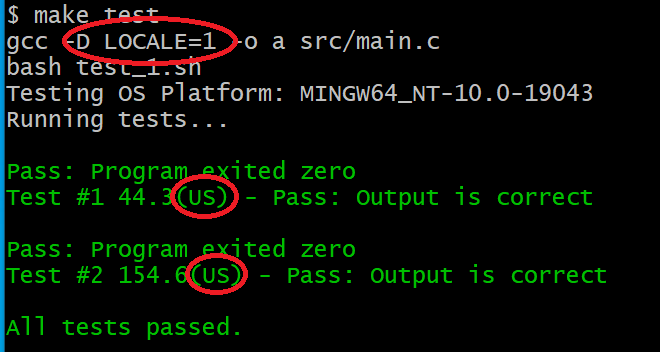 $ make test
gcc -D LOCALE=1 -o a src/main.c
bash test_1.sh
Testing OS Platform: MINGW64_NT-10.0-19043
Running tests...
Pass: Program exited zero
Test #1 44.3(US) - Pass: Output is correct
Pass: Program exited zero
Test #2 154.6(US) - Pass: Output is correct
All tests passed.